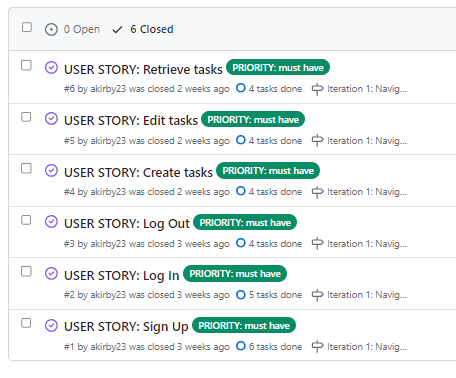 0 Open 6 Closed
USER STORY: Retrieve tasks PRIORITY: must have
#6 by akirby23 was closed 2 weeks ago 4 tasks done Iteration 1: Navig...
USER STORY: Edit tasks PRIORITY: must have
#5 by akirby23 was closed 2 weeks ago 4 tasks done Iteration 1: Navig...
USER STORY: Create tasks PRIORITY: must have
#4 by akirby23 was closed 2 weeks ago 4 tasks done Iteration 1: Navig...
USER STORY: Log Out PRIORITY: must have
#3 by akirby23 was closed 3 weeks ago 4 tasks done Iteration 1: Navig...
USER STORY: Log In PRIORITY: must have
#2 by akirby23 was closed 3 weeks ago 5 tasks done Iteration 1: Navig...
USER STORY: Sign Up PRIORITY: must have
#1 by akirby23 was closed 3 weeks ago 6 tasks done Iteration 1: Navig...